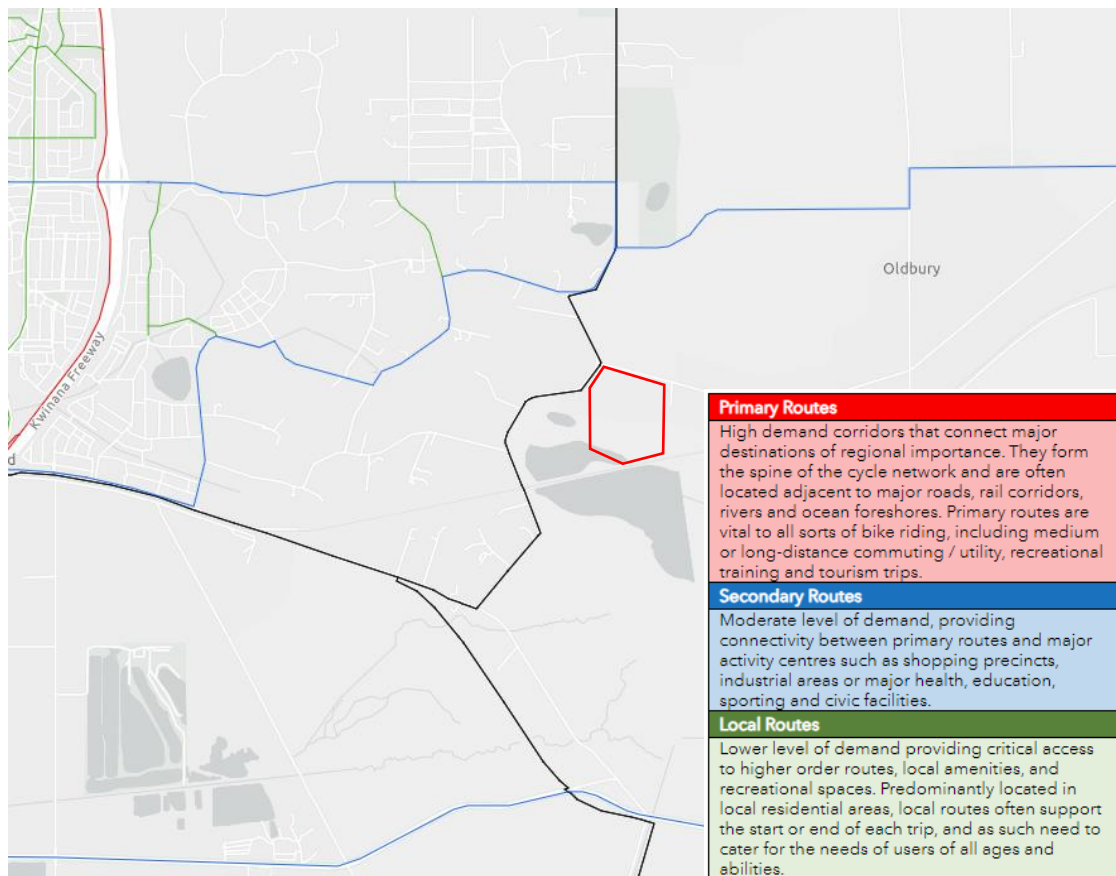 Oldbury
Kwinana Freeway
d
Primary Routes
High demand corridors that connect major
destinations of regional importance. They form
the spine of the cycle network and are often
located adjacent to major roads, rail corridors,
rivers and ocean foreshores. Primary routes are
vital to all sorts of bike riding, including medium
or long-distance commuting / utility, recreational
training and tourism trips.
Secondary Routes
Moderate level of demand, providing
connectivity between primary routes and major
activity centres such as shopping precincts,
industrial areas or major health, education,
sporting and civic facilities.
Local Routes
Lower level of demand providing critical access
to higher order routes, local amenities, and
recreational spaces. Predominantly located in
local residential areas, local routes often support
the start or end of each trip, and as such need to
cater for the needs of users of all ages and
abilities.